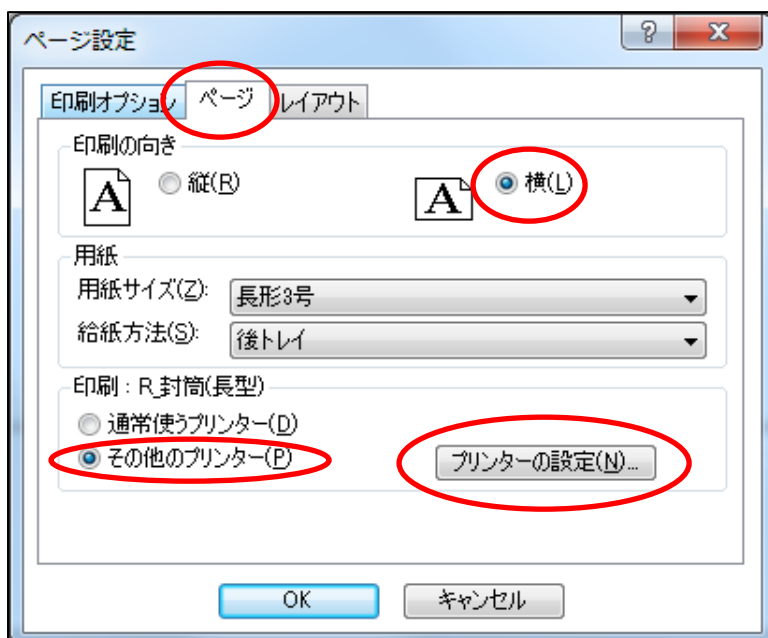 ページ設定
印刷オプション ページ レイアウト
印刷の向き
A 縦(R) A 横(L)
用紙
用紙サイズ(Z): 長形3号
給紙方法(S): 後トレイ
印刷 : R_封筒(長型)
通常使うプリンター(D)
その他のプリンター(P) プリンターの設定(N)...
OK キャンセル